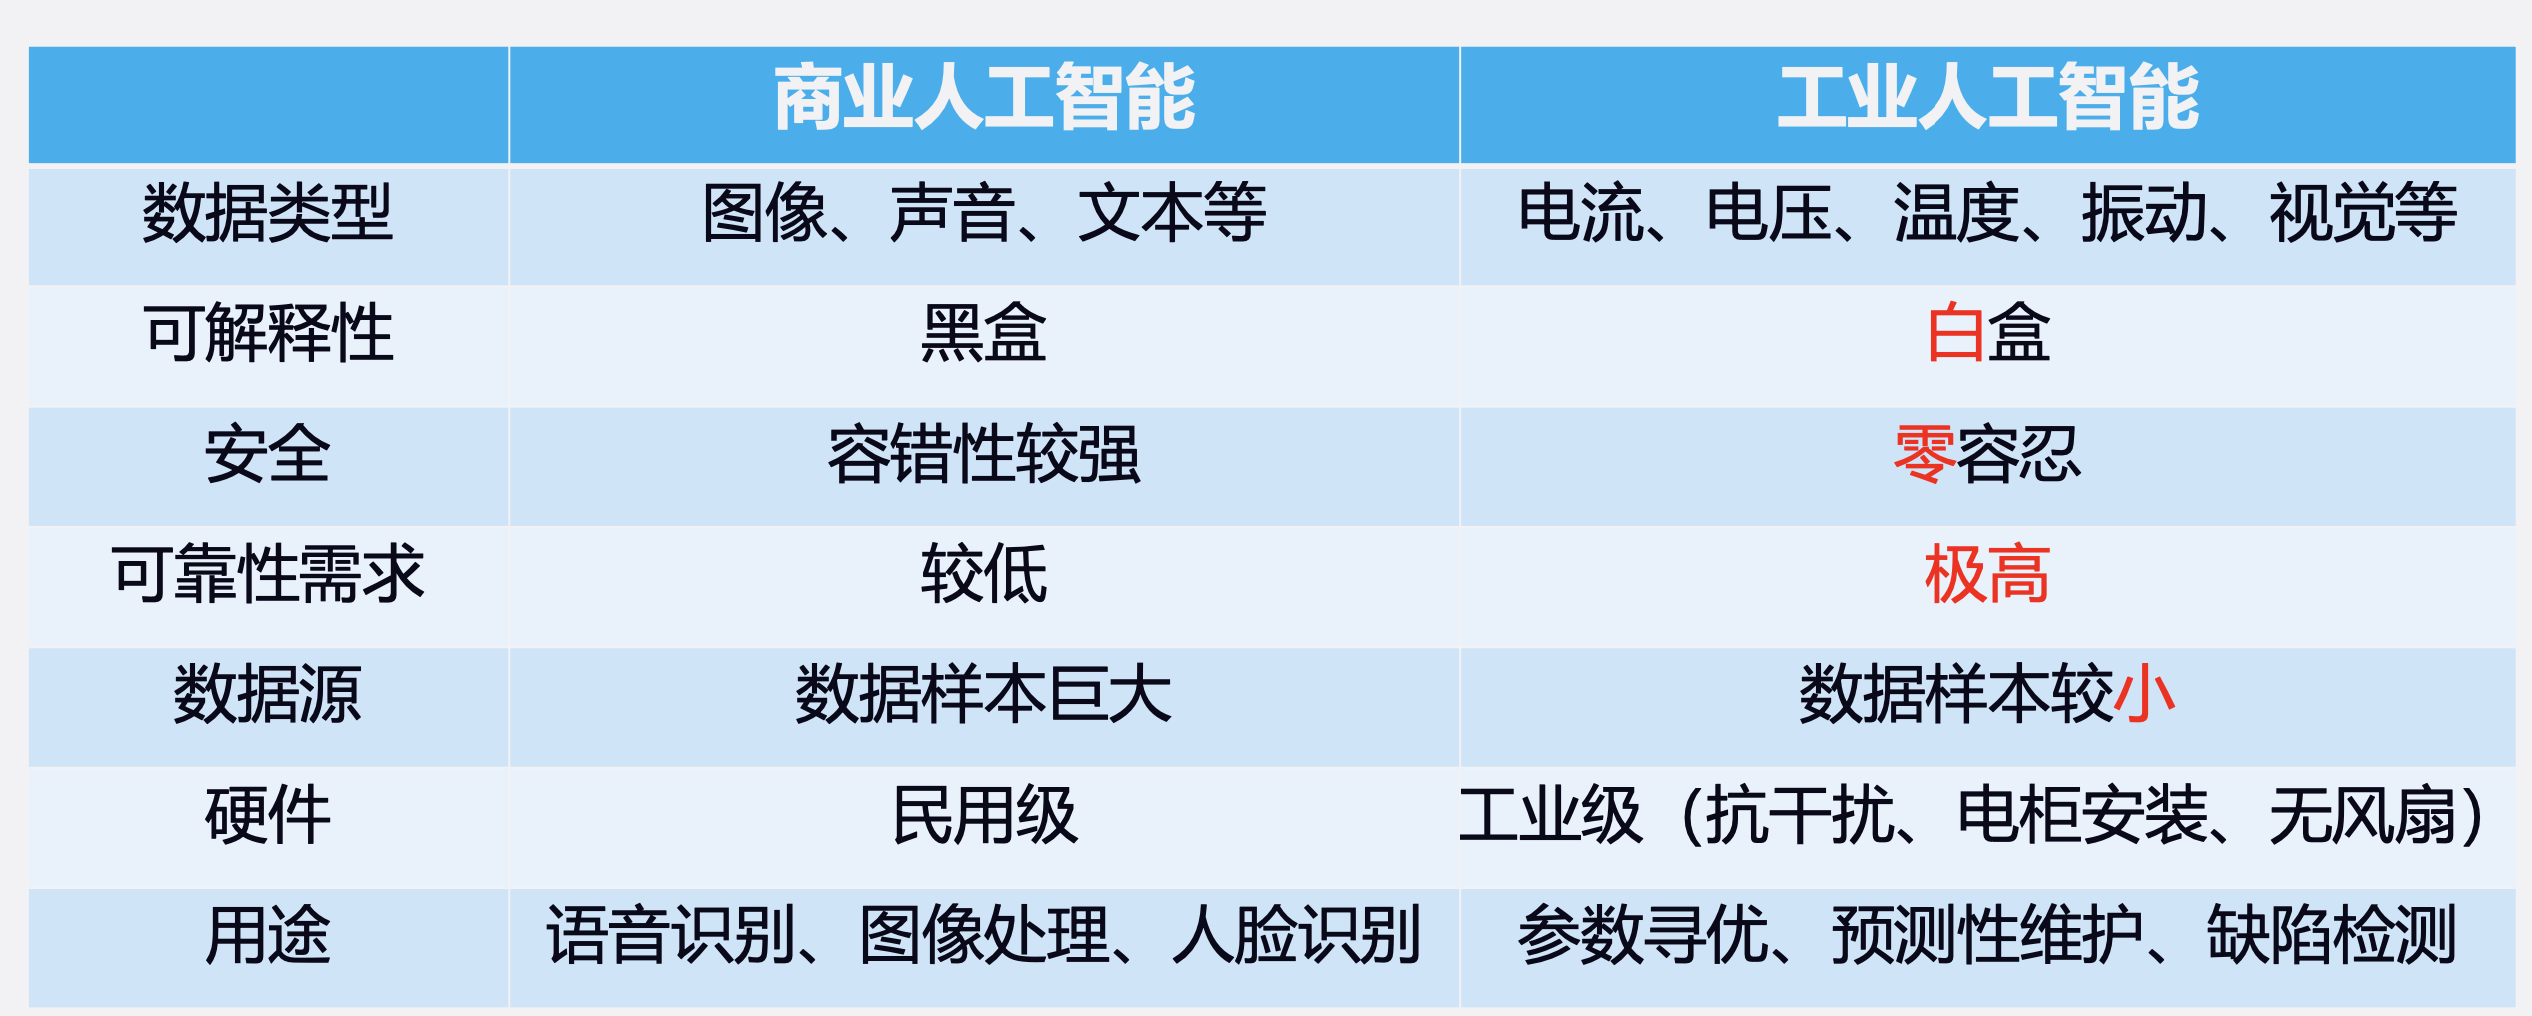 商业人工智能 工业人工智能
数据类型 图像、声音、文本等 电流、电压、温度、振动、视觉等
可解释性 黑盒 白盒
安全 容错性较强 零容忍
可靠性需求 较低 极高
数据源 数据样本巨大 数据样本较小
硬件 民用级 工业级（抗干扰、电柜安装、无风扇）
用途 语音识别、图像处理、人脸识别 参数寻优、预测性维护、缺陷检测